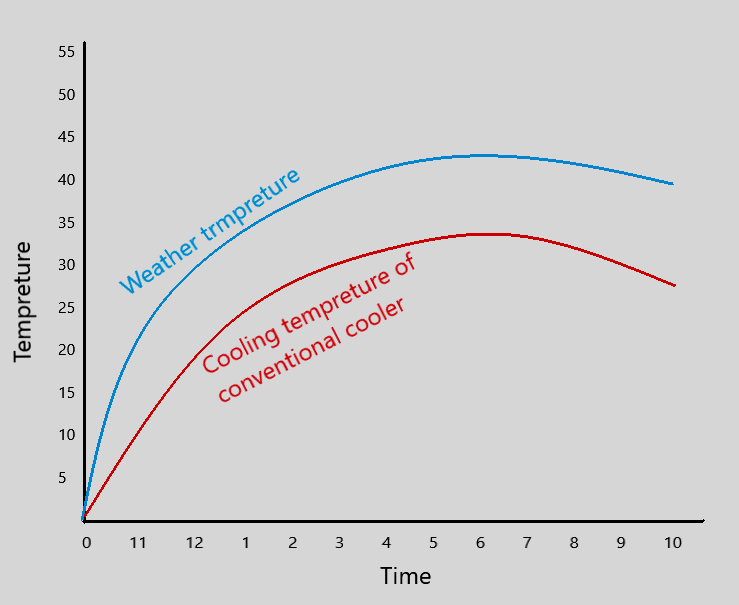 55
50
45
40
35
30
25
20
15
10
5
Tempreture
Weather trmpreture
Cooling tempreture of
conventional cooler
0 11 12 1 2 3 4 5 6 7 8 9 10
Time